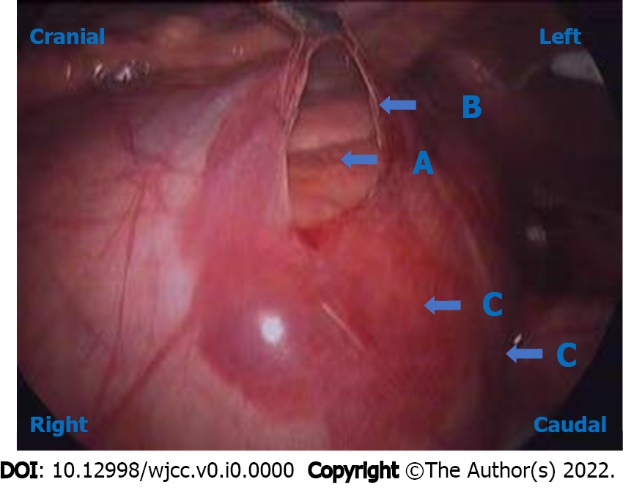 Cranial Left
B
A
C
C
Right Caudal
DOI: 10.12998/wjcc.v0.i0.0000 Copyright ©The Author(s) 2022.